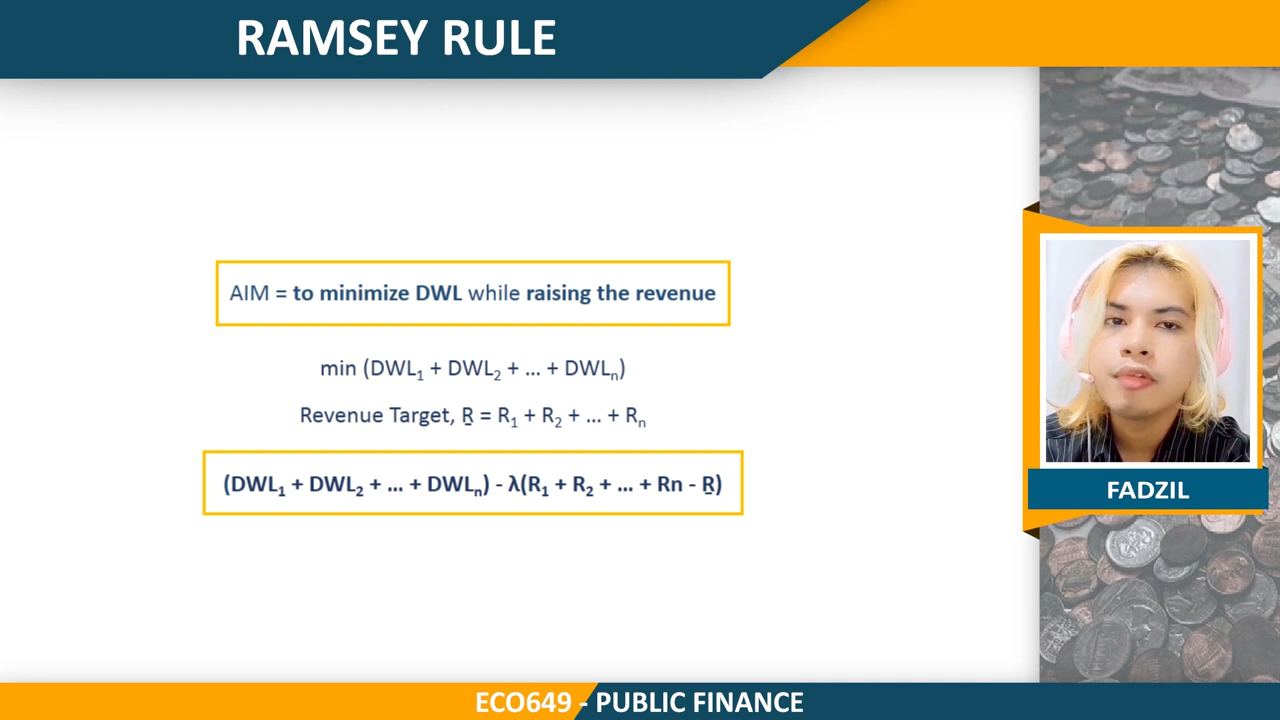 RAMSEY RULE
AIM = to minimize DWL while raising the revenue
min (DWL₁ + DWL₂ + ... + DWLₙ)
Revenue Target, R̲ = R₁ + R₂ + ... + Rₙ
(DWL₁ + DWL₂ + ... + DWLₙ) - λ(R₁ + R₂ + ... + Rn - R̲)
FADZIL
ECO649 - PUBLIC FINANCE